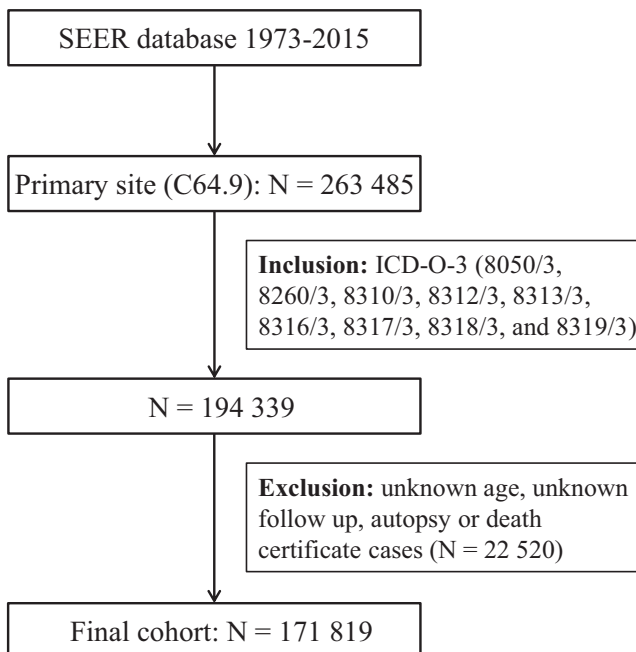 SEER database 1973-2015
Primary site (C64.9): N = 263 485
Inclusion: ICD-O-3 (8050/3,
8260/3, 8310/3, 8312/3, 8313/3,
8316/3, 8317/3, 8318/3, and 8319/3)
N = 194 339
Exclusion: unknown age, unknown
follow up, autopsy or death
certificate cases (N = 22 520)
Final cohort: N = 171 819